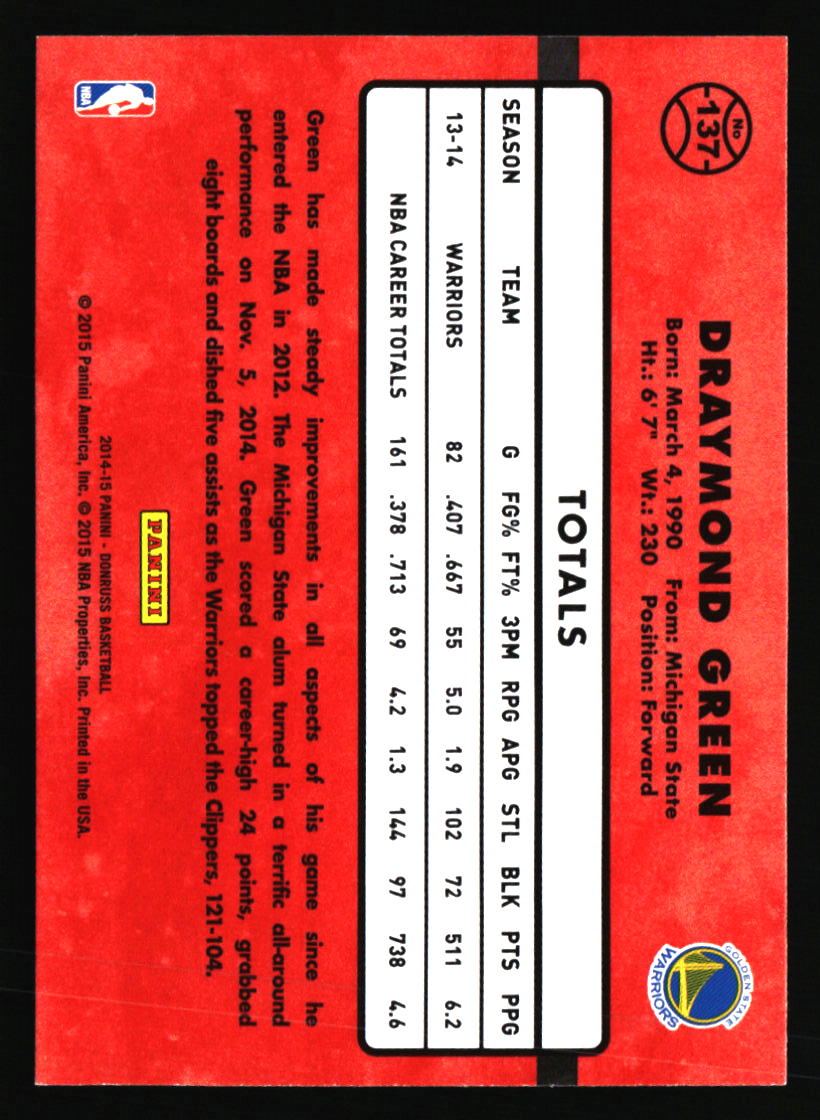 No
137
DRAYMOND GREEN
Born: March 4, 1990 From: Michigan State
Ht.: 6' 7" Wt.: 230 Position: Forward
GOLDEN STATE
WARRIORS
TOTALS
SEASON TEAM G FG% FT% 3PM RPG APG STL BLK PTS PPG
13-14 WARRIORS 82 .407 .667 55 5.0 1.9 102 72 511 6.2
NBA CAREER TOTALS 161 .378 .713 69 4.2 1.3 144 97 738 4.6
Green has made steady improvements in all aspects of his game since he
entered the NBA in 2012. The Michigan State alum turned in a terrific all-around
performance on Nov. 5, 2014. Green scored a career-high 24 points, grabbed
eight boards and dished five assists as the Warriors topped the Clippers, 121-104.
PANINI
2014-15 PANINI - DONRUSS BASKETBALL
© 2015 Panini America, Inc. © 2015 NBA Properties, Inc. Printed in the USA.
NBA